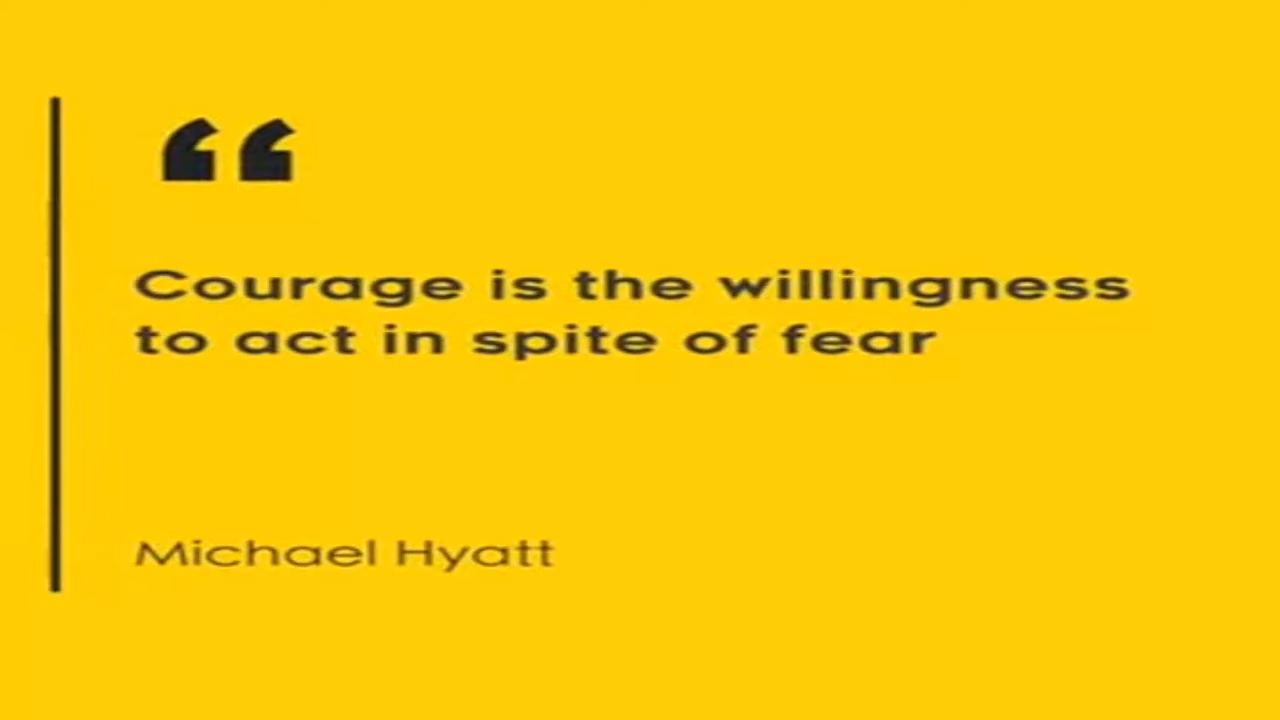 “
Courage is the willingness
to act in spite of fear
Michael Hyatt